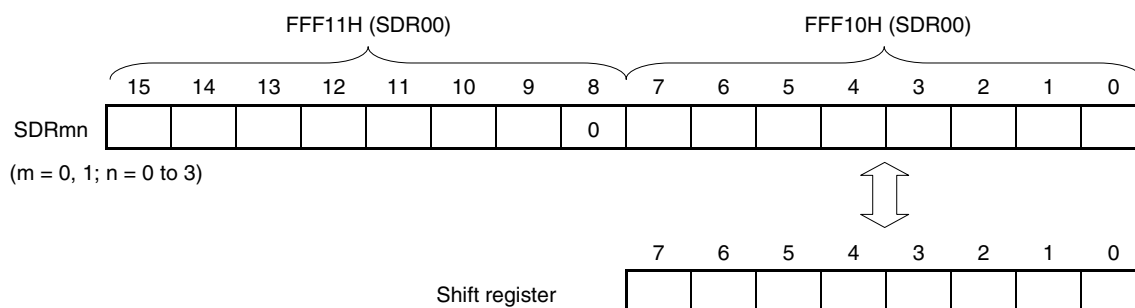 FFF11H (SDR00) FFF10H (SDR00)
15 14 13 12 11 10 9 8 7 6 5 4 3 2 1 0
SDRmn 0
(m = 0, 1; n = 0 to 3)
7 6 5 4 3 2 1 0
Shift register